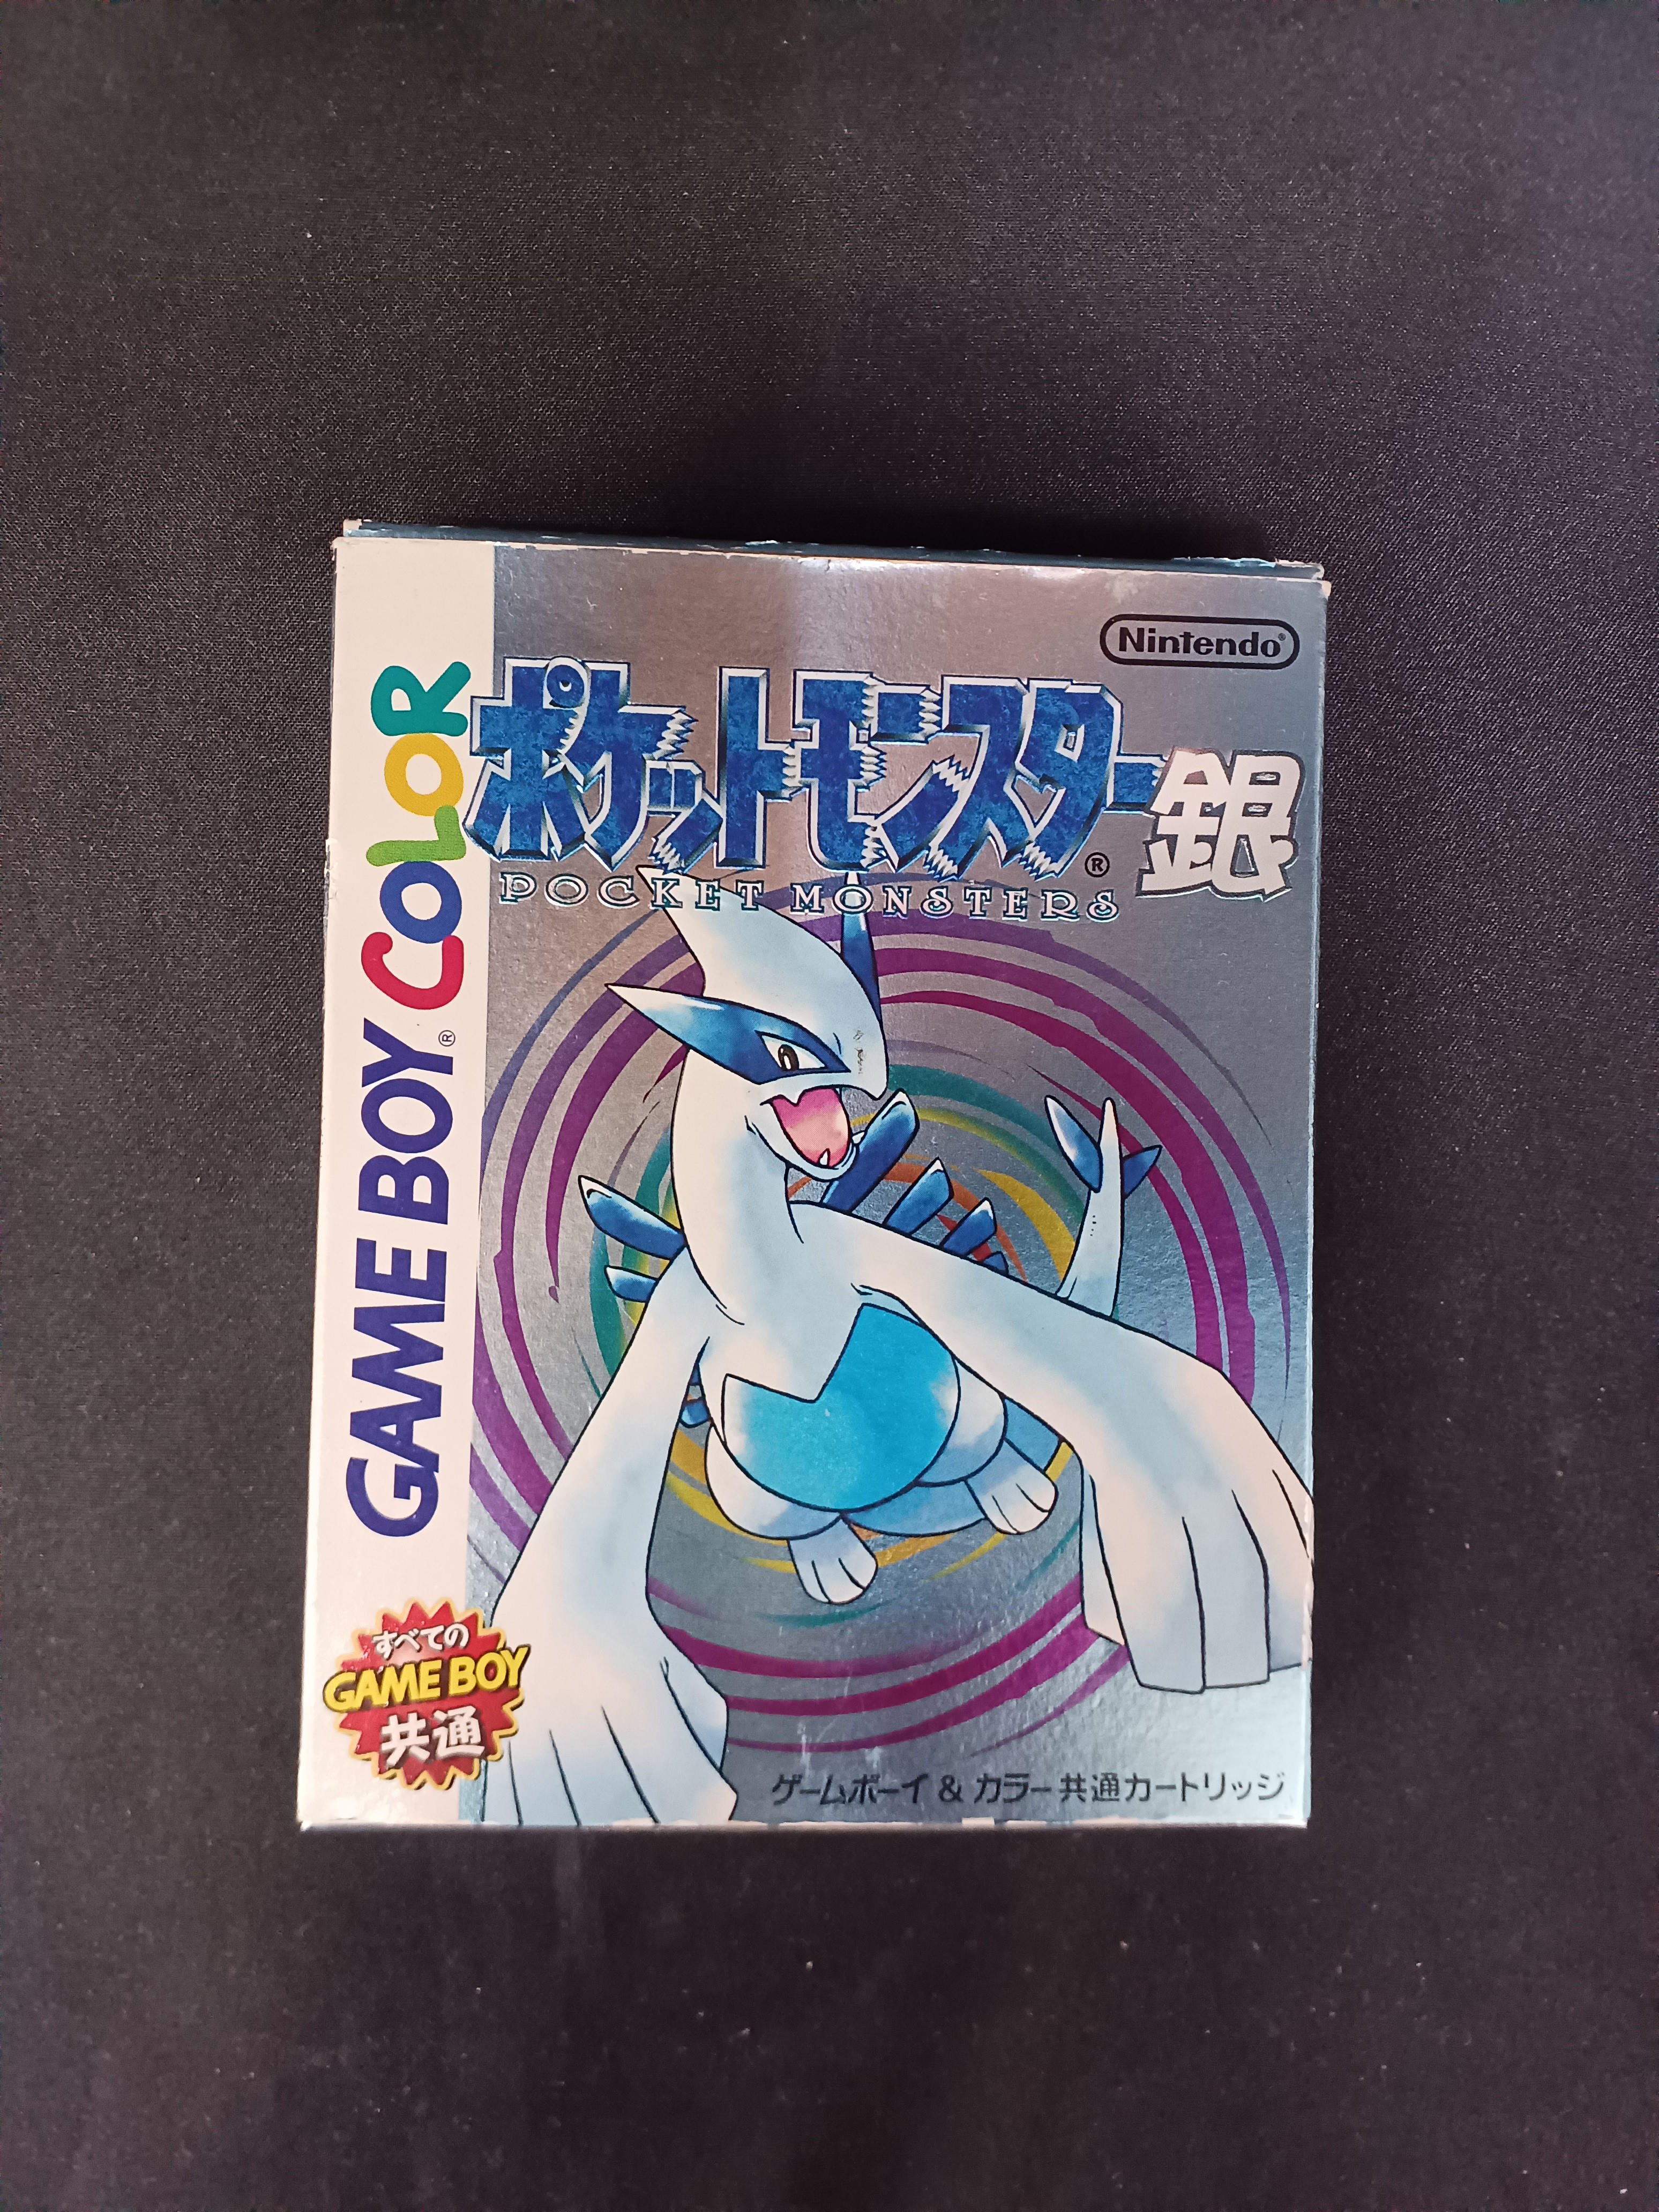 Nintendo®
ポケットモンスター銀
®
POCKET MONSTERS
GAME BOY® COLOR
すべての
GAME BOY
共通
ゲームボーイ & カラー共通カートリッジ